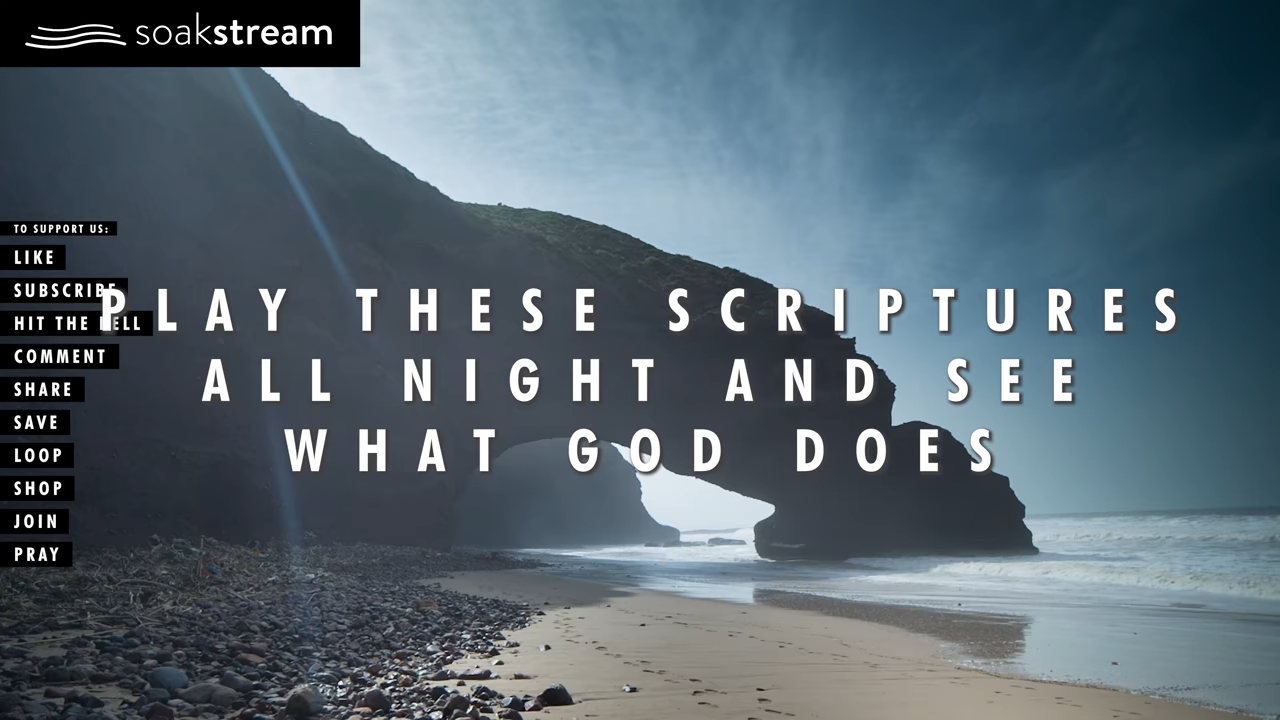 soakstream
TO SUPPORT US:
LIKE
SUBSCRIBE
HIT THE BELL
COMMENT
SHARE
SAVE
LOOP
SHOP
JOIN
PRAY
PLAY THESE SCRIPTURES
ALL NIGHT AND SEE
WHAT GOD DOES